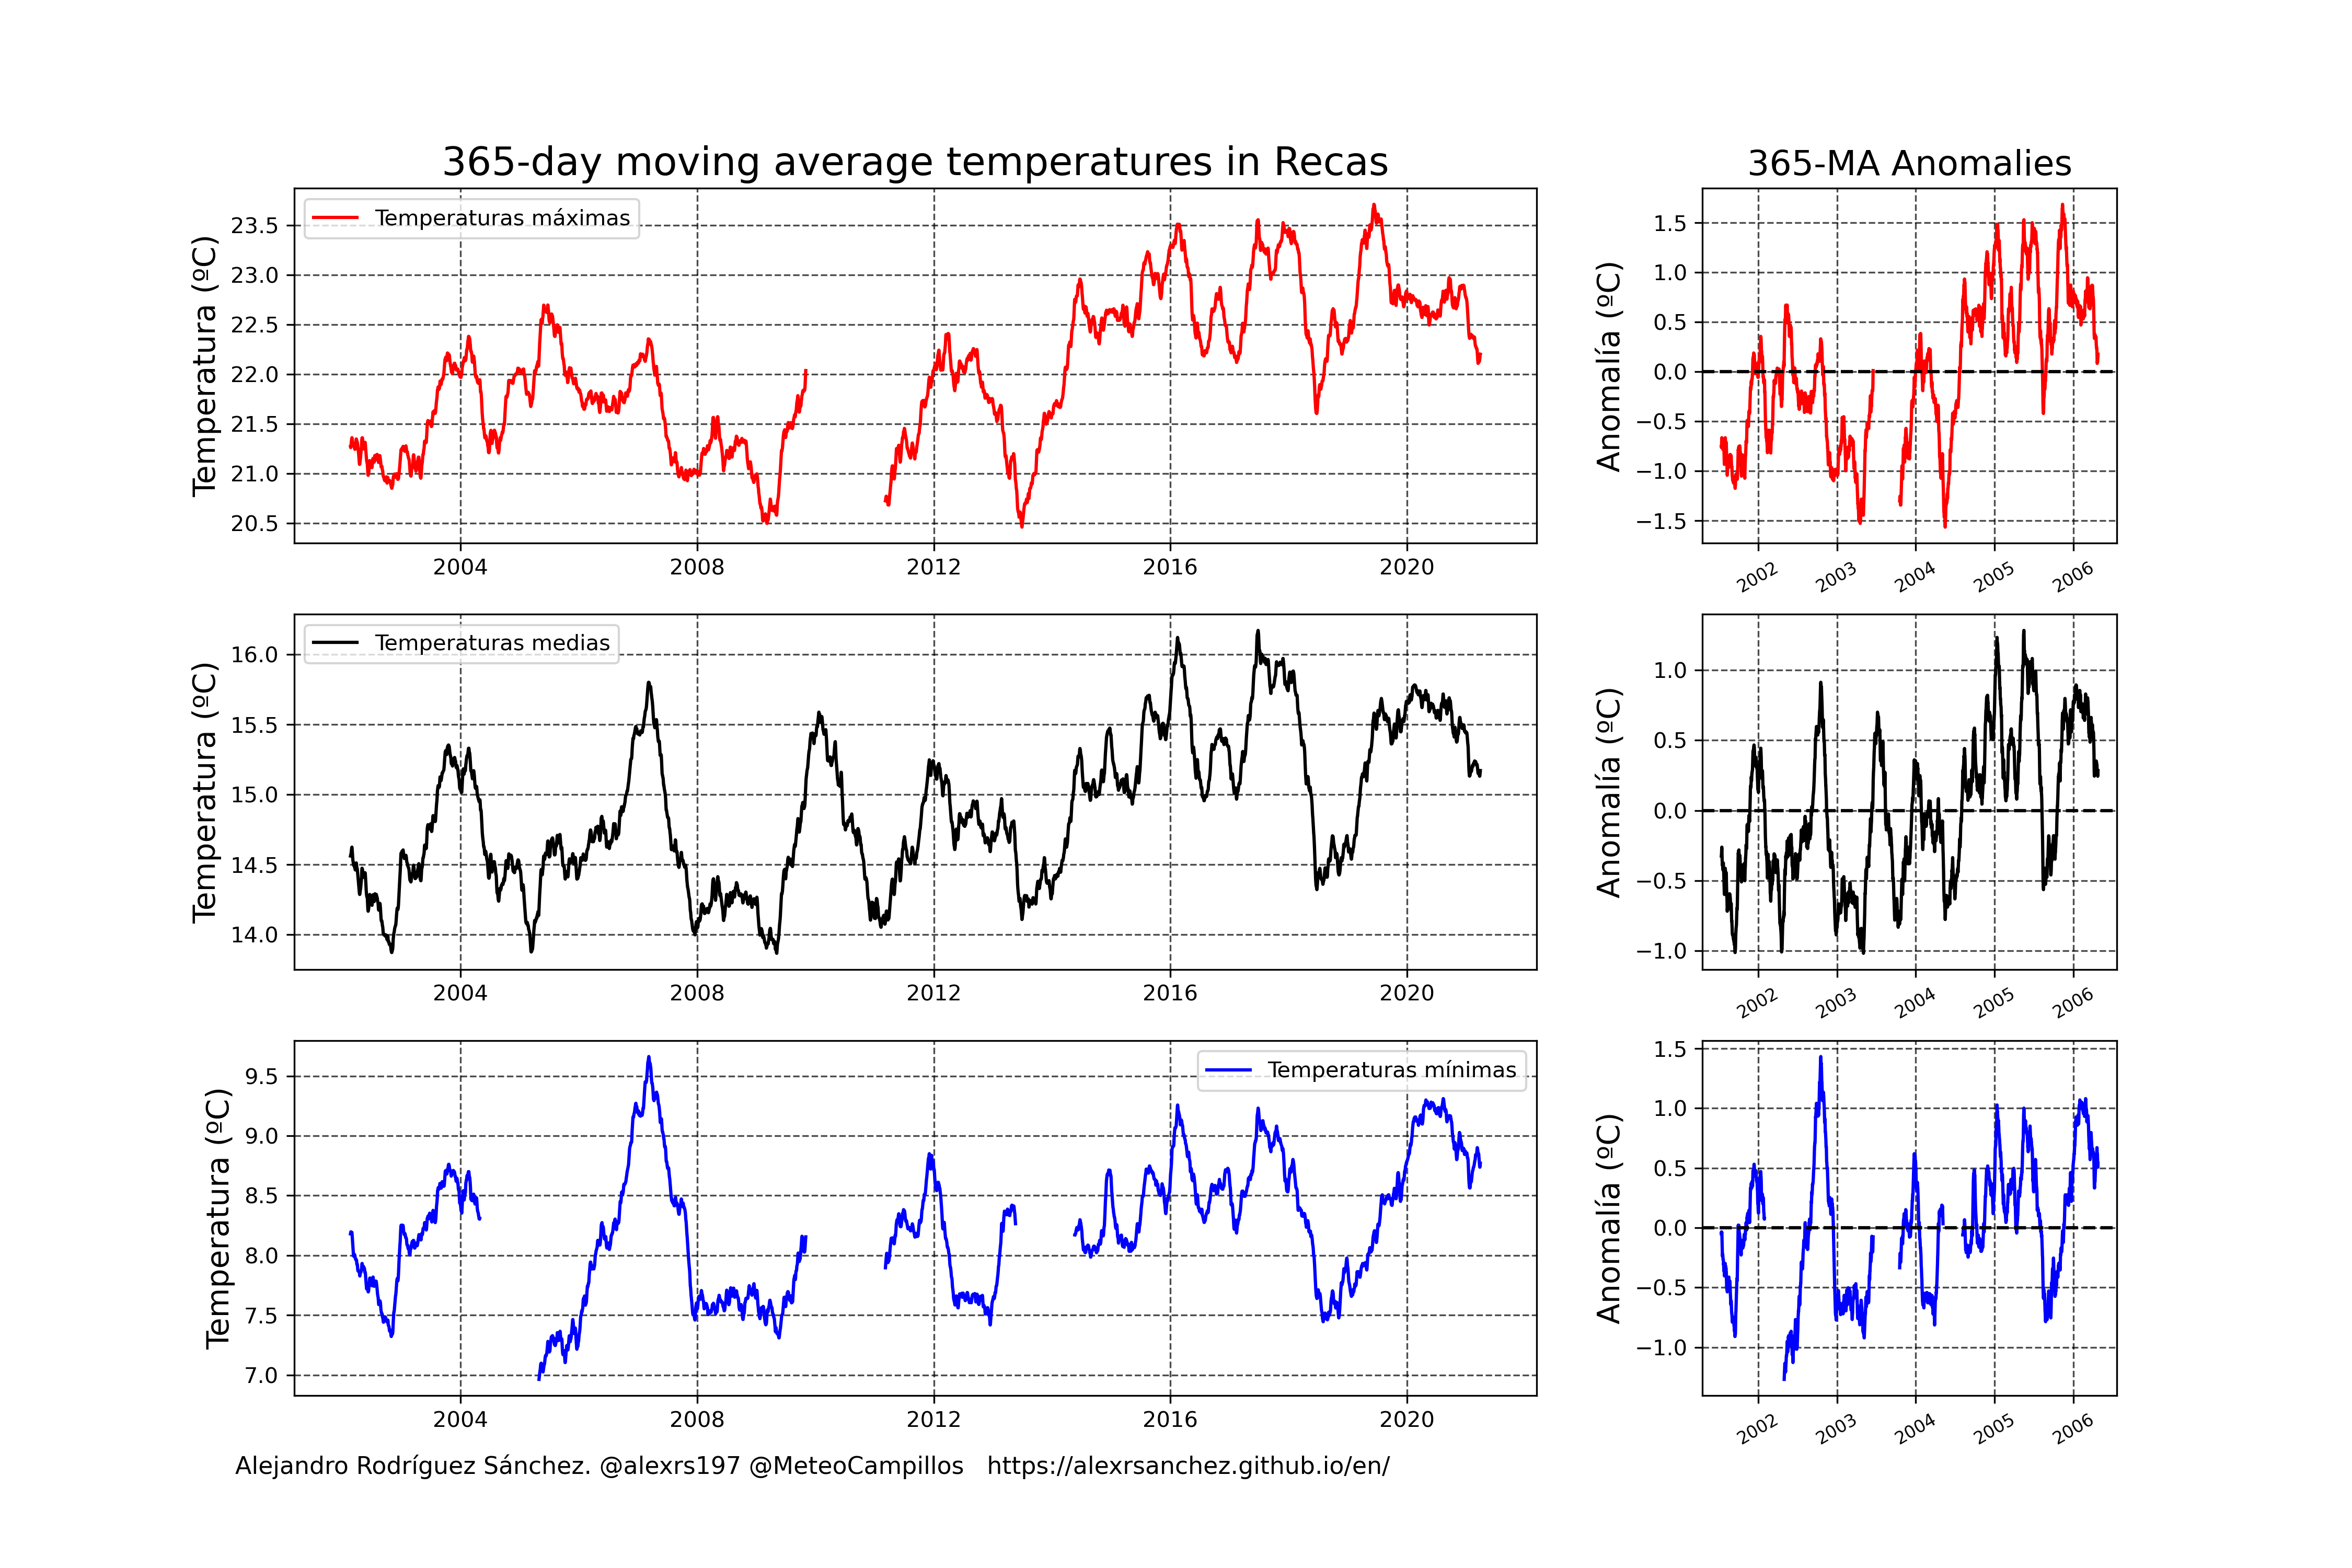 365-day moving average temperatures in Recas
365-MA Anomalies
Temperatura (ºC)
Temperaturas máximas
23.5
23.0
22.5
22.0
21.5
21.0
20.5
2004 2008 2012 2016 2020
Anomalía (ºC)
1.5
1.0
0.5
0.0
−0.5
−1.0
−1.5
2002 2003 2004 2005 2006
Temperatura (ºC)
Temperaturas medias
16.0
15.5
15.0
14.5
14.0
2004 2008 2012 2016 2020
Anomalía (ºC)
1.0
0.5
0.0
−0.5
−1.0
2002 2003 2004 2005 2006
Temperatura (ºC)
Temperaturas mínimas
9.5
9.0
8.5
8.0
7.5
7.0
2004 2008 2012 2016 2020
Anomalía (ºC)
1.5
1.0
0.5
0.0
−0.5
−1.0
2002 2003 2004 2005 2006
Alejandro Rodríguez Sánchez. @alexrs197 @MeteoCampillos https://alexrsanchez.github.io/en/